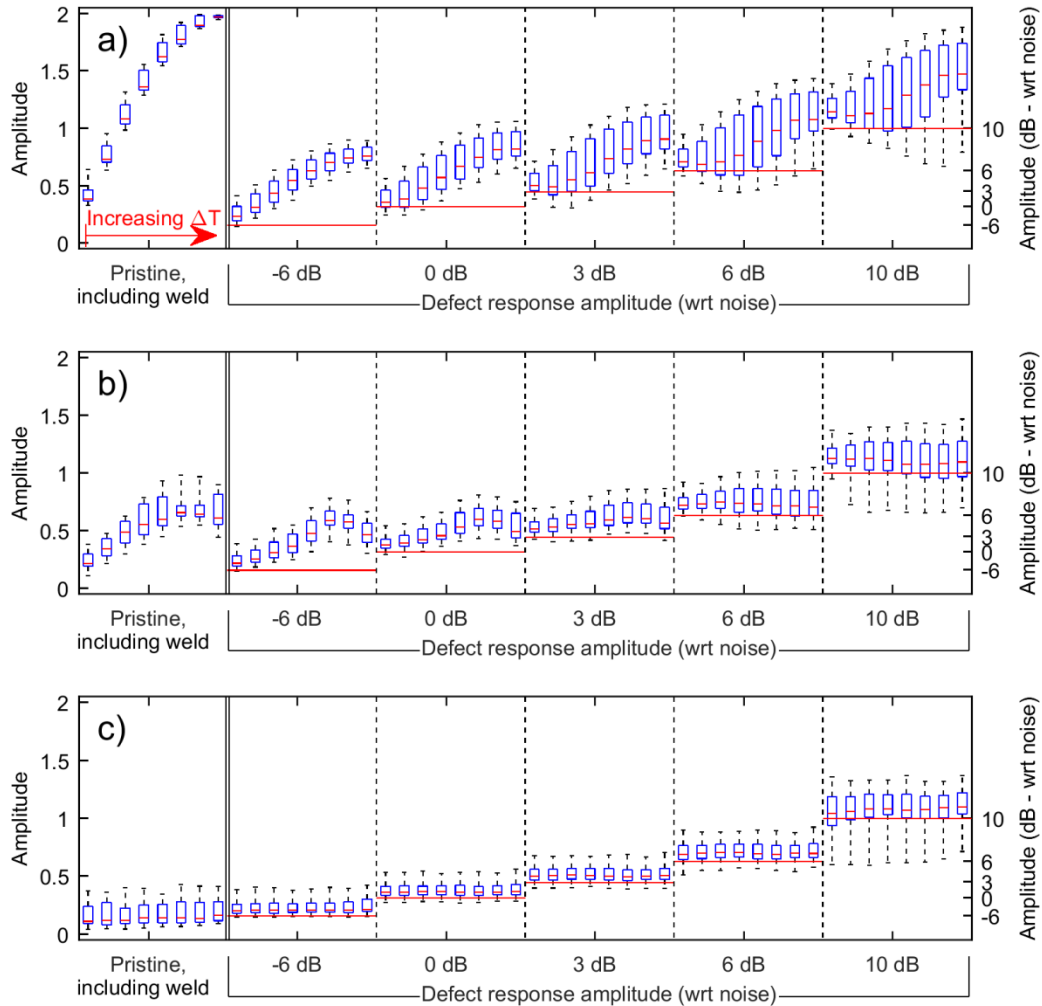 a)
Amplitude
2
1.5
1
0.5
0
Increasing ΔT
10
6
3
0
-6
Amplitude (dB - wrt noise)
Pristine,
including weld
-6 dB
0 dB
3 dB
6 dB
10 dB
Defect response amplitude (wrt noise)
b)
Amplitude
2
1.5
1
0.5
0
10
6
3
0
-6
Amplitude (dB - wrt noise)
Pristine,
including weld
-6 dB
0 dB
3 dB
6 dB
10 dB
Defect response amplitude (wrt noise)
c)
Amplitude
2
1.5
1
0.5
0
10
6
3
0
-6
Amplitude (dB - wrt noise)
Pristine,
including weld
-6 dB
0 dB
3 dB
6 dB
10 dB
Defect response amplitude (wrt noise)